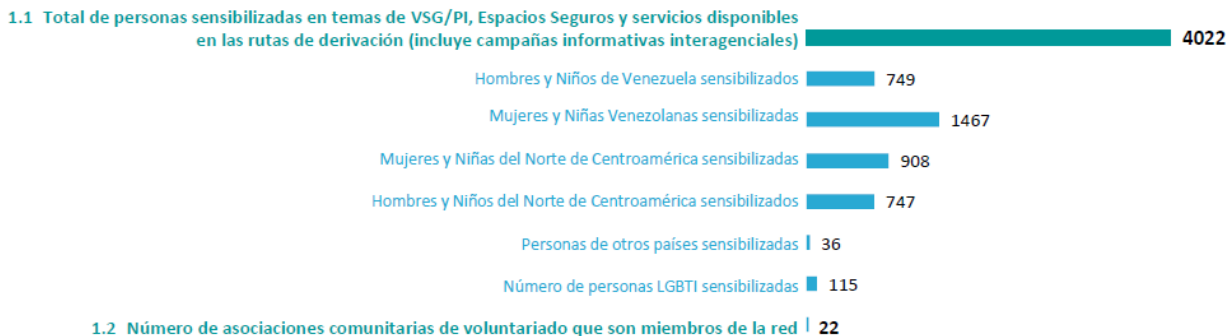 1.1 Total de personas sensibilizadas en temas de VSG/PI, Espacios Seguros y servicios disponibles
en las rutas de derivación (incluye campañas informativas interagenciales) 4022
Hombres y Niños de Venezuela sensibilizados 749
Mujeres y Niñas Venezolanas sensibilizadas 1467
Mujeres y Niñas del Norte de Centroamérica sensibilizadas 908
Hombres y Niños del Norte de Centroamérica sensibilizados 747
Personas de otros países sensibilizadas 36
Número de personas LGBTI sensibilizadas 115
1.2 Número de asociaciones comunitarias de voluntariado que son miembros de la red 22